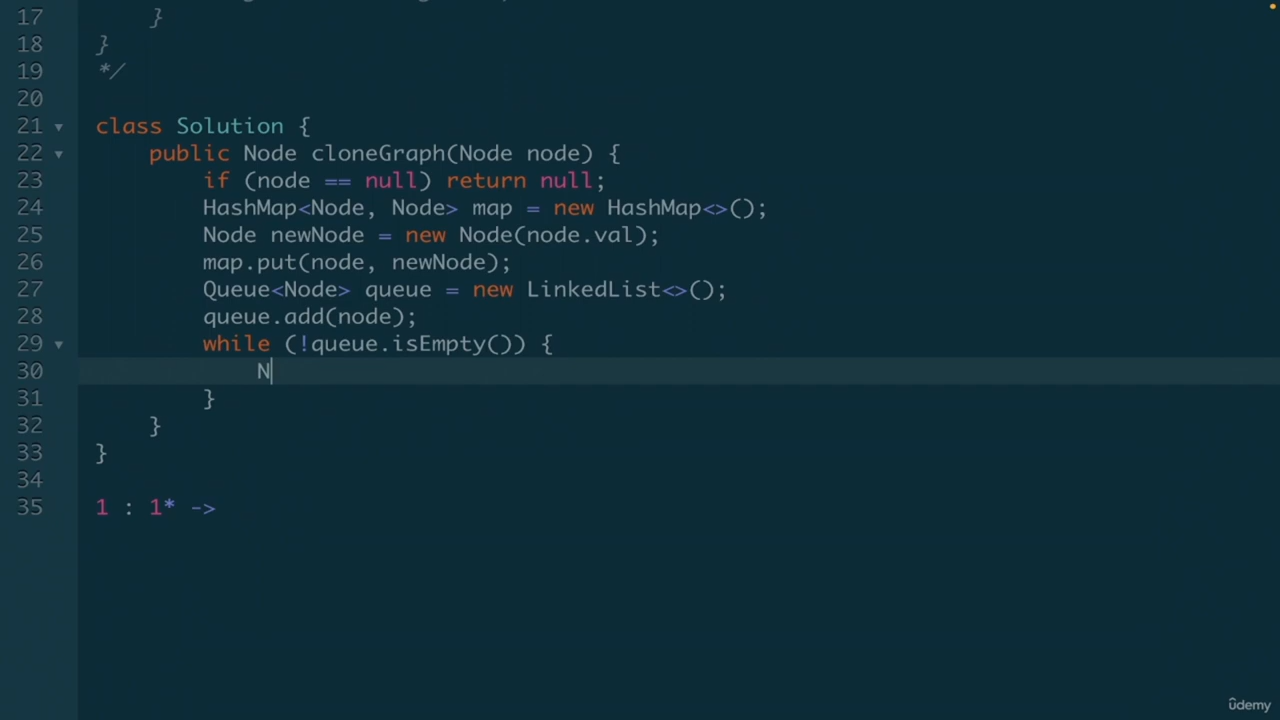 17 }
18 }
19 */
20
21 class Solution {
22 public Node cloneGraph(Node node) {
23 if (node == null) return null;
24 HashMap<Node, Node> map = new HashMap<>();
25 Node newNode = new Node(node.val);
26 map.put(node, newNode);
27 Queue<Node> queue = new LinkedList<>();
28 queue.add(node);
29 while (!queue.isEmpty()) {
30 N
31 }
32 }
33 }
34
35 1 : 1* ->
ûdemy